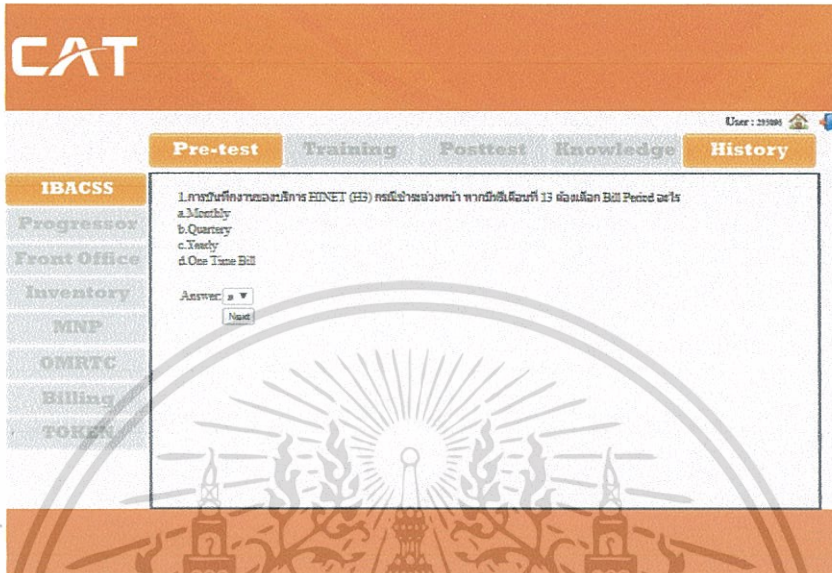 CAT
User : 235096
Pre-test Training Posttest Knowledge History
IBACSS
Progressor
Front Office
Inventory
MNP
OMRTC
Billing
TOKEN
1.การบันทึกงานของบริการ HINET (H3) กรณีชำระล่วงหน้า หากมีฟรีเดือนที่ 13 ต้องเลือก Bill Period อะไร
a.Monthly
b.Quartery
c.Yearly
d.One Time Bill
Answer: a
Next